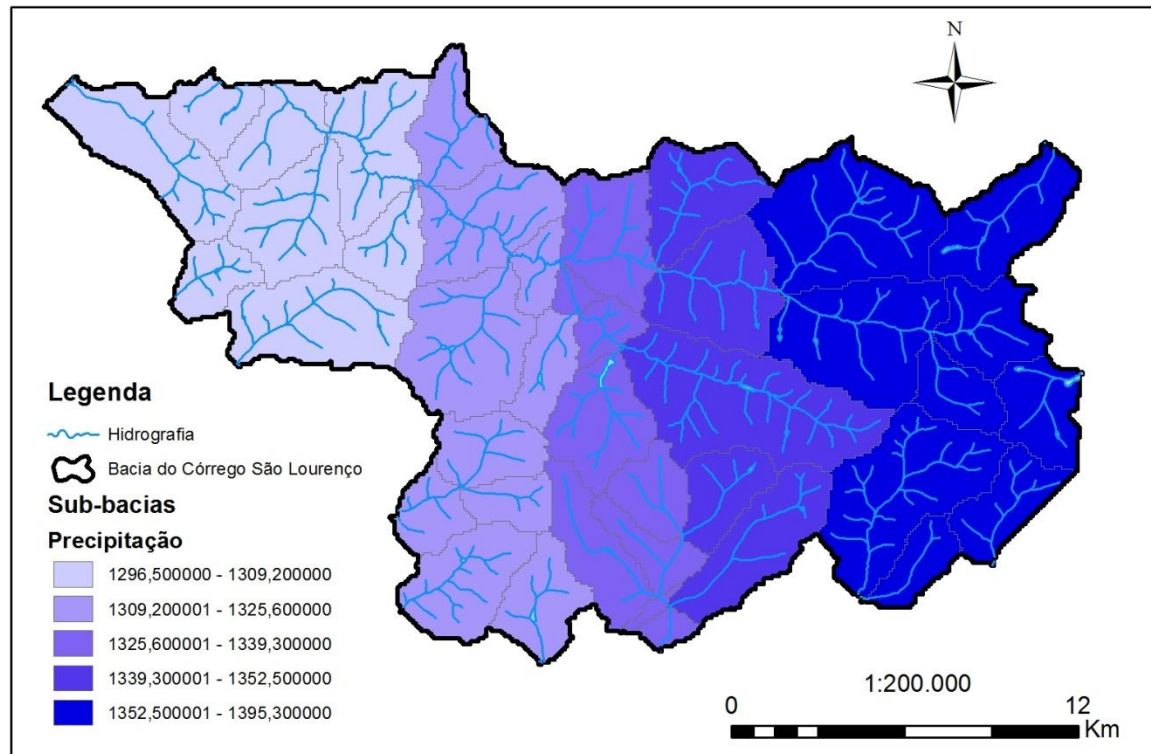 N
Legenda
Hidrografia
Bacia do Córrego São Lourenço
Sub-bacias
Precipitação
1296,500000 - 1309,200000
1309,200001 - 1325,600000
1325,600001 - 1339,300000
1339,300001 - 1352,500000
1352,500001 - 1395,300000
1:200.000
0 12
Km